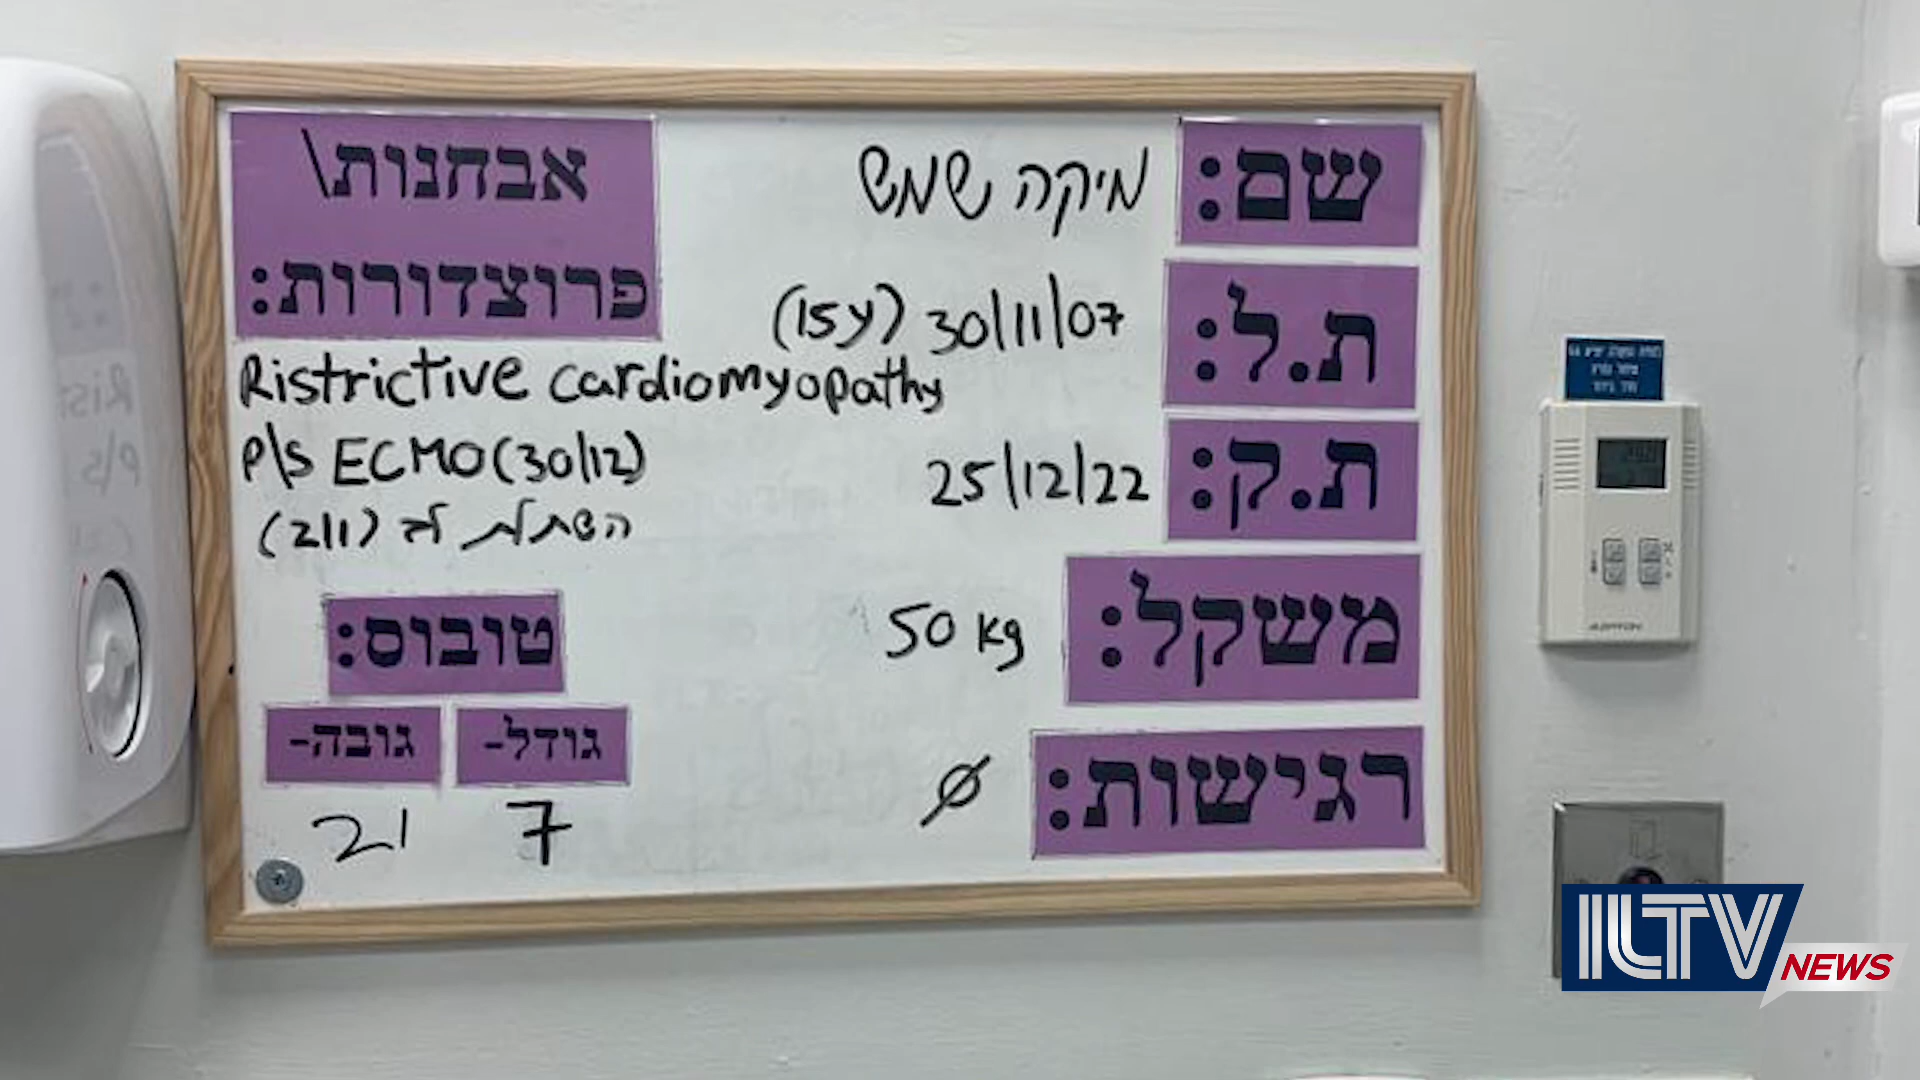 שם: מיקה שמש
ת.ל: 30/11/07 (15y)
ת.ק: 25/12/22
משקל: 50 kg
רגישות: ø
אבחנות\
פרוצדורות:
Ristrictive cardiomyopathy
P\S ECMO (30/12)
השתלת לב (2/1)
טובוס:
גודל- גובה-
7 21
ILTV NEWS